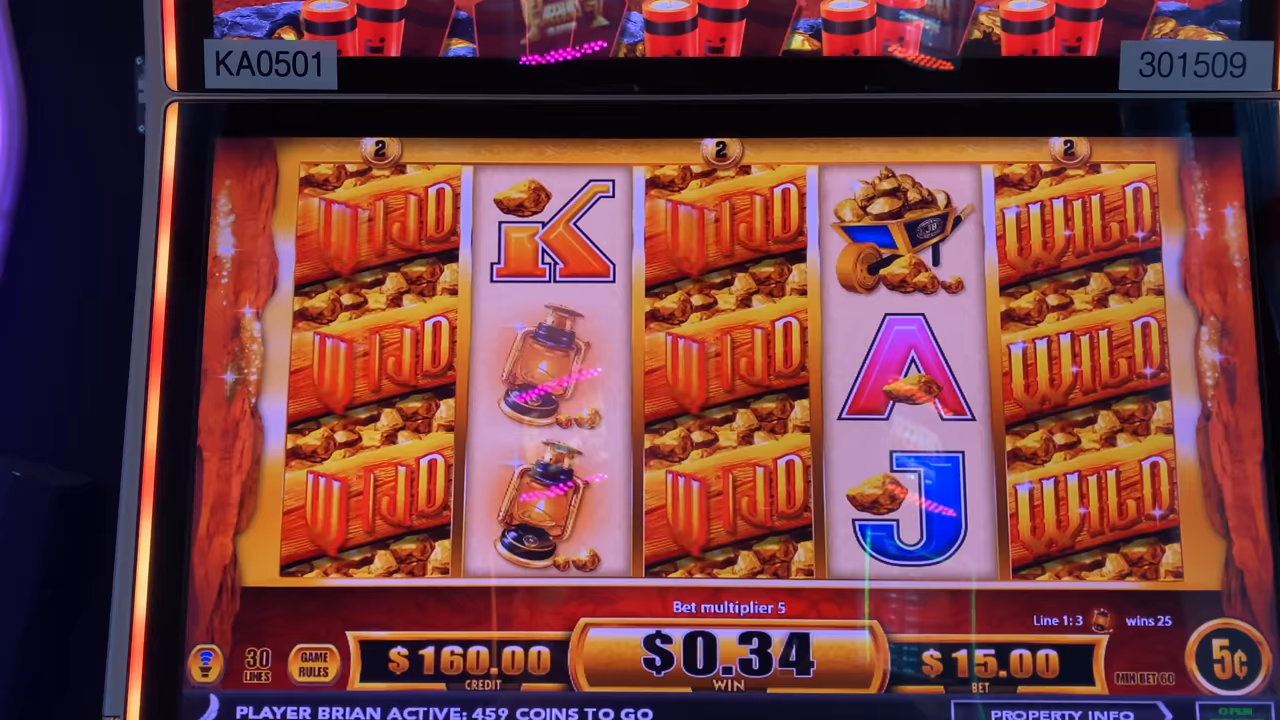 KA0501
301509
2 2 2
WILD K WILD WILD
WILD WILD A WILD
WILD WILD J WILD
Bet multiplier 5
Line 1: 3 wins 25
30 LINES
GAME RULES
$160.00
CREDIT
$0.34
WIN
$15.00
BET
MIN BET 60
5¢
PLAYER BRIAN ACTIVE: 459 COINS TO GO
PROPERTY INFO
OPEN